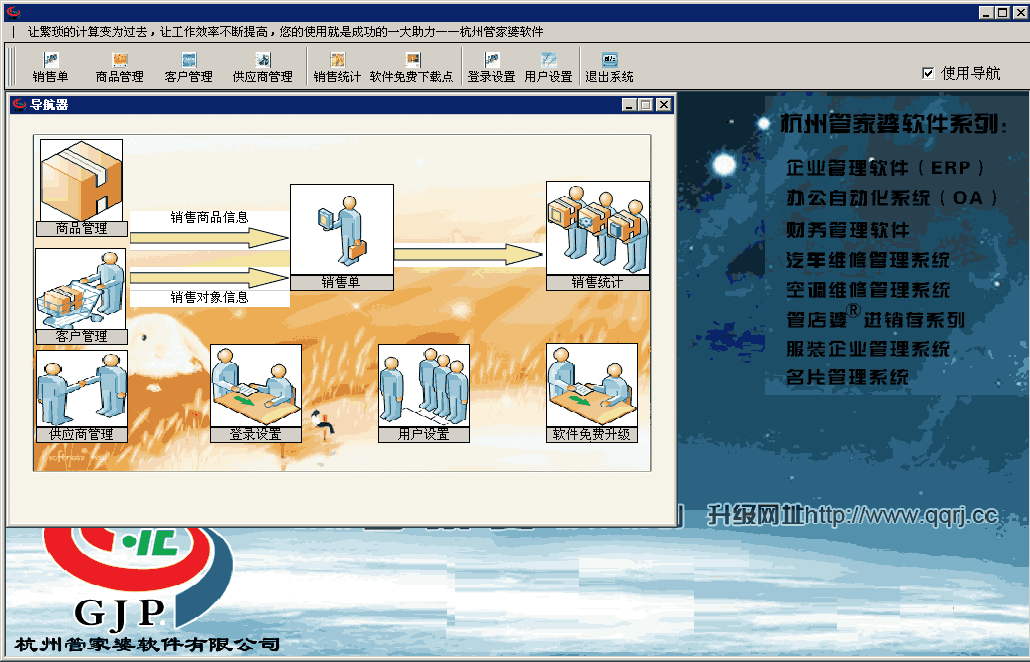 让繁琐的计算变为过去，让工作效率不断提高，您的使用就是成功的一大助力——杭州管家婆软件
销售单 商品管理 客户管理 供应商管理 销售统计 软件免费下载点 登录设置 用户设置 退出系统 使用导航
导航器
商品管理
销售商品信息
销售单
销售统计
销售对象信息
客户管理
供应商管理 登录设置 用户设置 软件免费升级
杭州管家婆软件系列:
企业管理软件（ERP）
办公自动化系统（OA）
财务管理软件
汽车维修管理系统
空调维修管理系统
管店婆®进销存系列
服装企业管理系统
名片管理系统
升级网址http://www.qqrj.cc
GJP
杭州管家婆软件有限公司